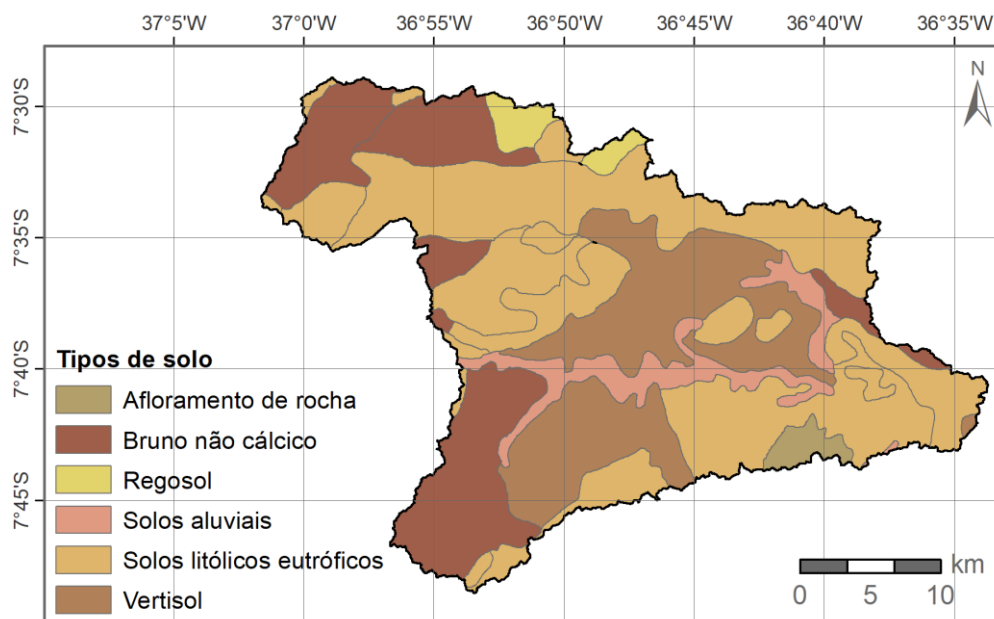 37°5'W 37°0'W 36°55'W 36°50'W 36°45'W 36°40'W 36°35'W
N
7°30'S
7°35'S
7°40'S
7°45'S
Tipos de solo
Afloramento de rocha
Bruno não cálcico
Regosol
Solos aluviais
Solos litólicos eutróficos
Vertisol
km
0 5 10